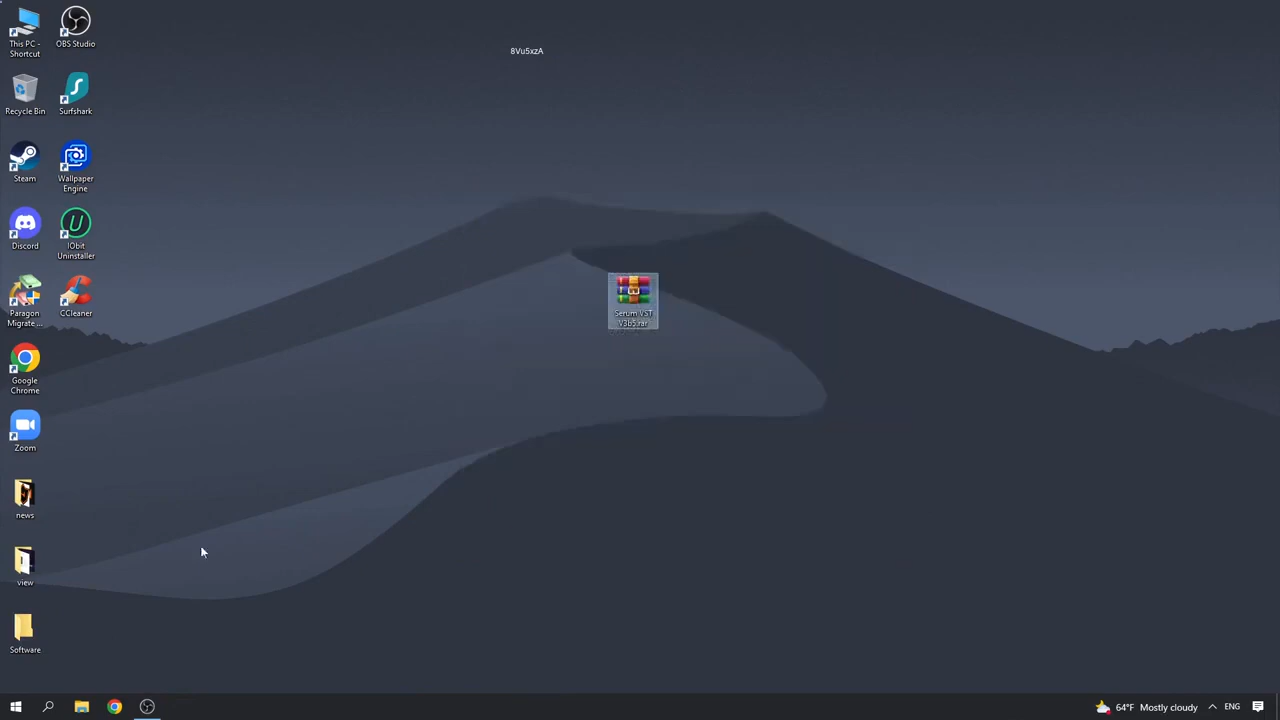 This PC -
Shortcut
OBS Studio
8Vu5xzA
Recycle Bin
Surfshark
Steam
Wallpaper
Engine
Discord
IObit
Uninstaller
Paragon
Migrate ...
CCleaner
Serum VST
V3b5.rar
Google
Chrome
Zoom
news
view
Software
64°F Mostly cloudy
ENG